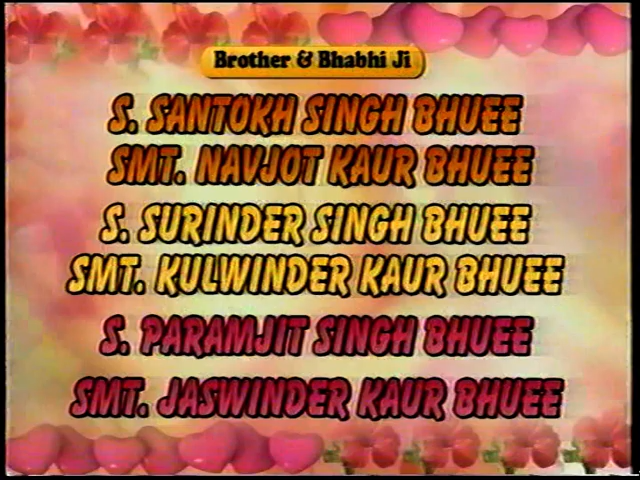 Brother & Bhabhi Ji
S. SANTOKH SINGH BHUEE
SMT. NAVJOT KAUR BHUEE
S. SURINDER SINGH BHUEE
SMT. KULWINDER KAUR BHUEE
S. PARAMJIT SINGH BHUEE
SMT. JASWINDER KAUR BHUEE